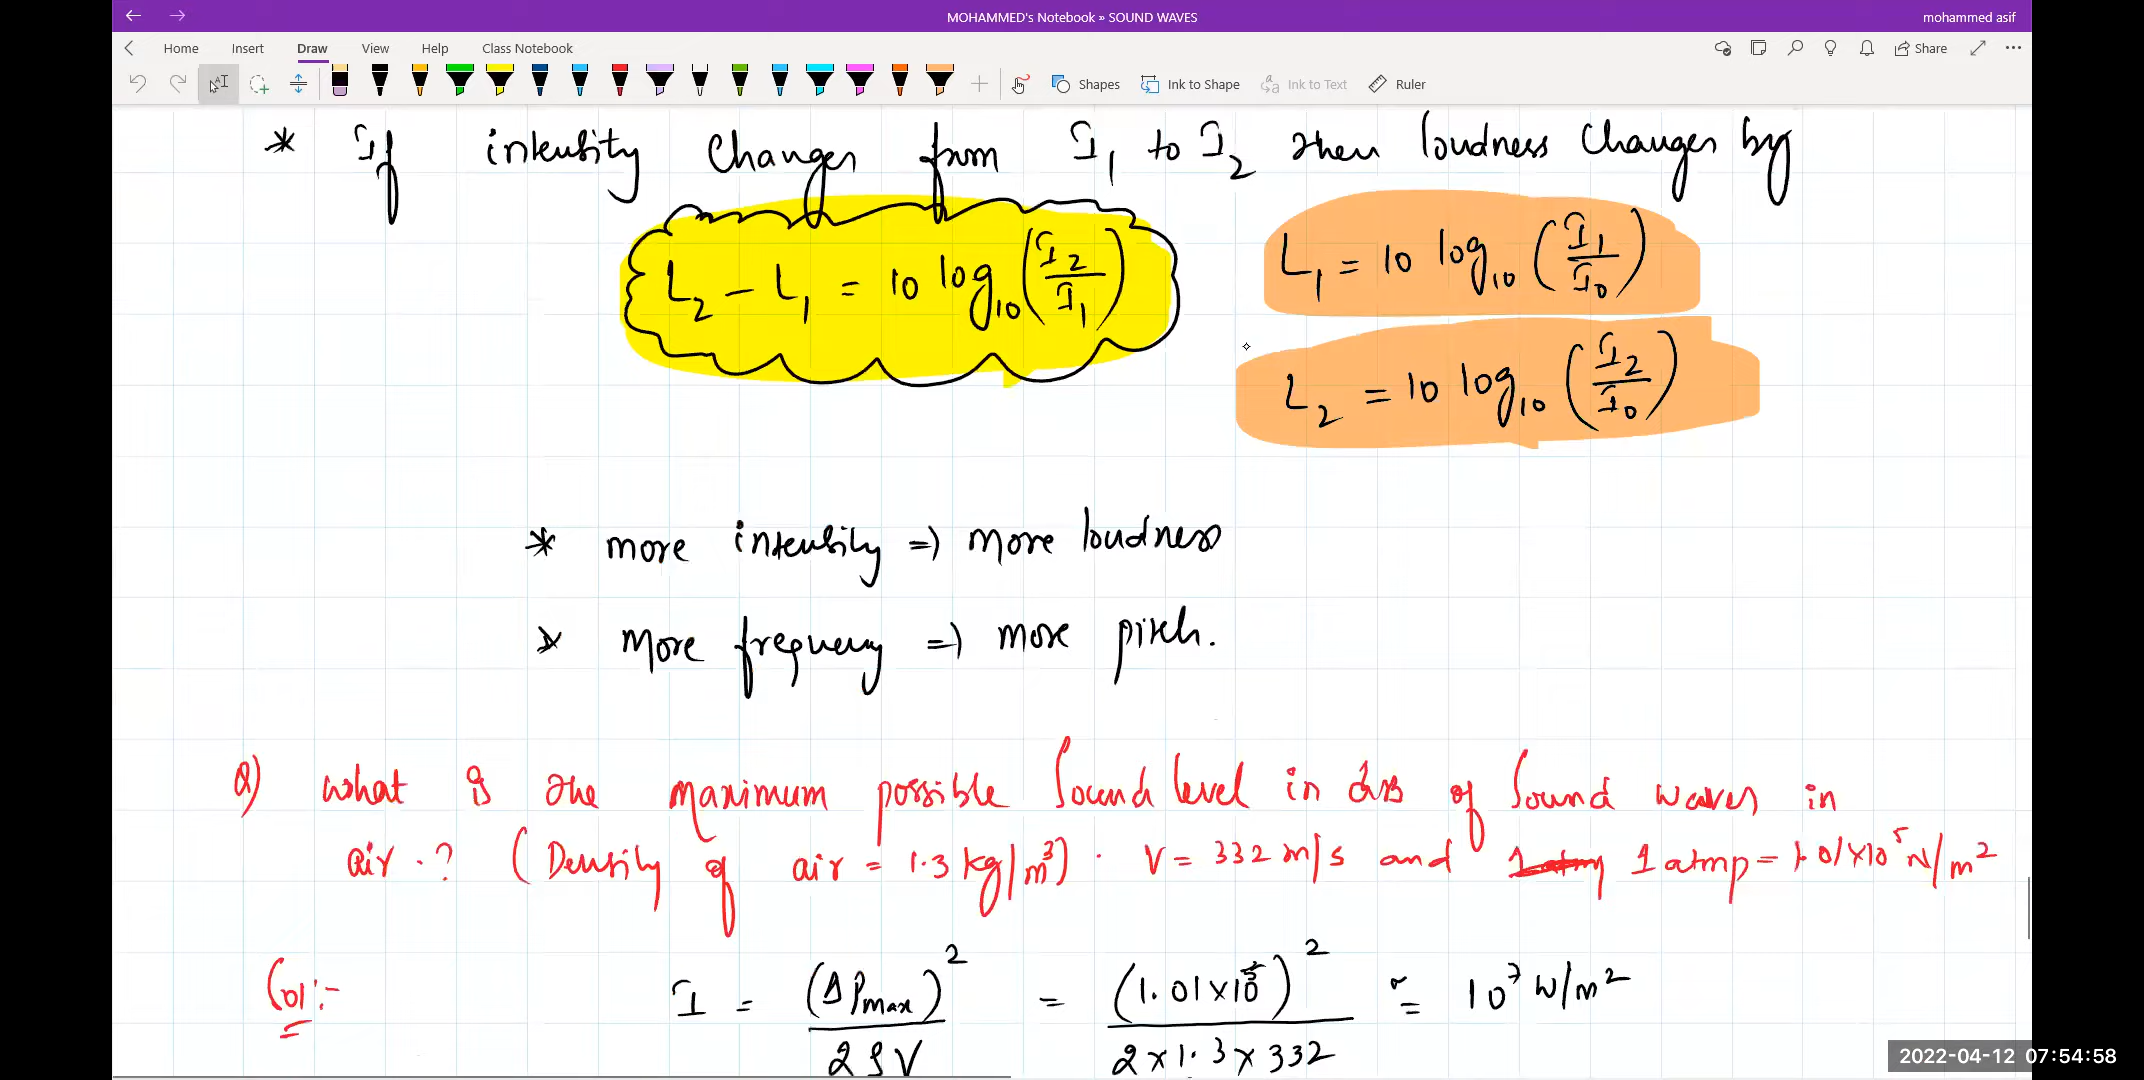 MOHAMMED's Notebook » SOUND WAVES
mohammed asif
Home Insert Draw View Help Class Notebook
Share
Shapes Ink to Shape Ink to Text Ruler
* If intensity changes from I₁ to I₂ then loudness changes by
L₂ - L₁ = 10 log₁₀ (I₂/I₁)
L₁ = 10 log₁₀ (I₁/I₀)
L₂ = 10 log₁₀ (I₂/I₀)
* more intensity => more loudness
* More frequency => more pitch.
Q) What is the maximum possible sound level in dB of sound waves in
air.? (Density of air = 1.3 kg/m³). V = 332 m/s and 1 atmp = 1.01×10⁵ N/m²
Sol:- I = (ΔPmax)²/2ρV = (1.01×10⁵)²/2×1.3×332 ≅ 10⁷ W/m²
2022-04-12 07:54:58